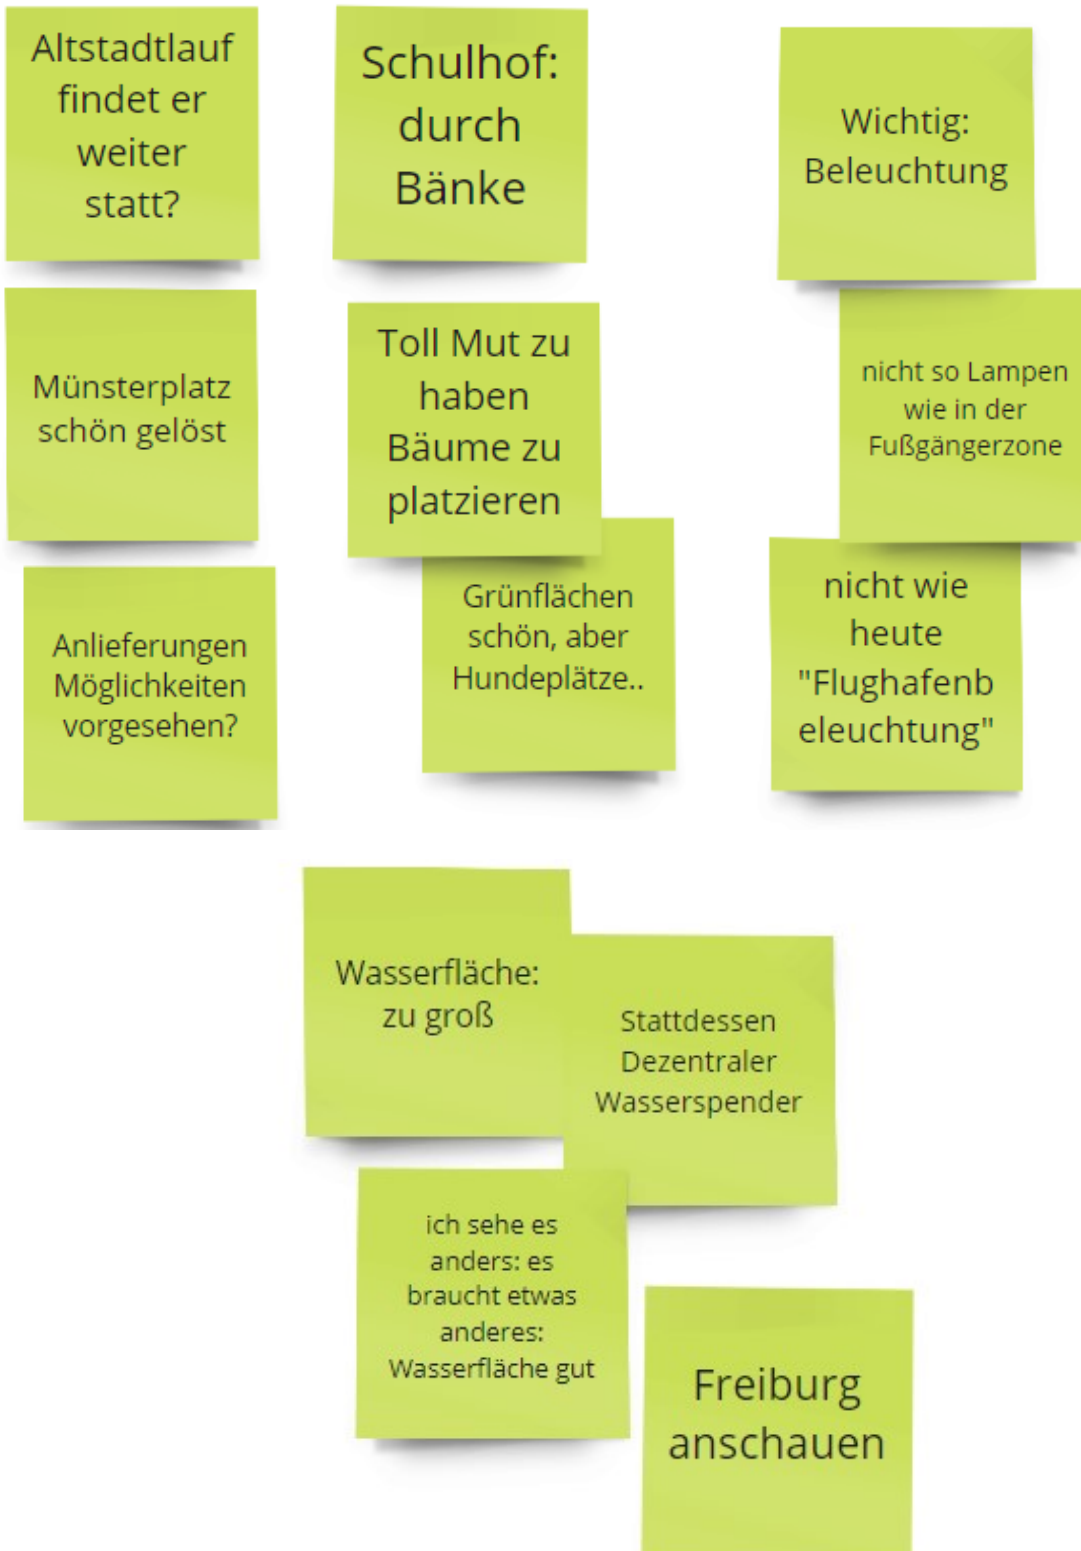 Altstadtlauf
findet er
weiter
statt?
Schulhof:
durch
Bänke
Wichtig:
Beleuchtung
Münsterplatz
schön gelöst
Toll Mut zu
haben
Bäume zu
platzieren
nicht so Lampen
wie in der
Fußgängerzone
Anlieferungen
Möglichkeiten
vorgesehen?
Grünflächen
schön, aber
Hundeplätze..
nicht wie
heute
"Flughafenb
eleuchtung"
Wasserfläche:
zu groß
Stattdessen
Dezentraler
Wasserspender
ich sehe es
anders: es
braucht etwas
anderes:
Wasserfläche gut
Freiburg
anschauen